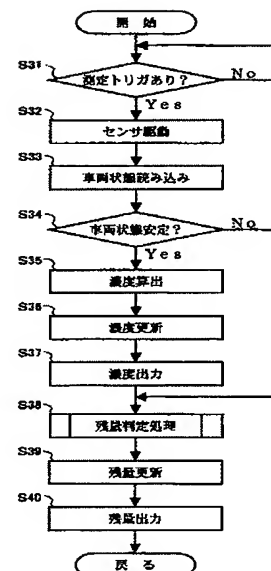 開始
S31
測定トリガあり?
No
Yes
S32
センサ駆動
S33
車両状態読み込み
S34
車両状態安定?
No
Yes
S35
濃度算出
S36
濃度更新
S37
濃度出力
S38
残量判定処理
S39
残量更新
S40
残量出力
戻る